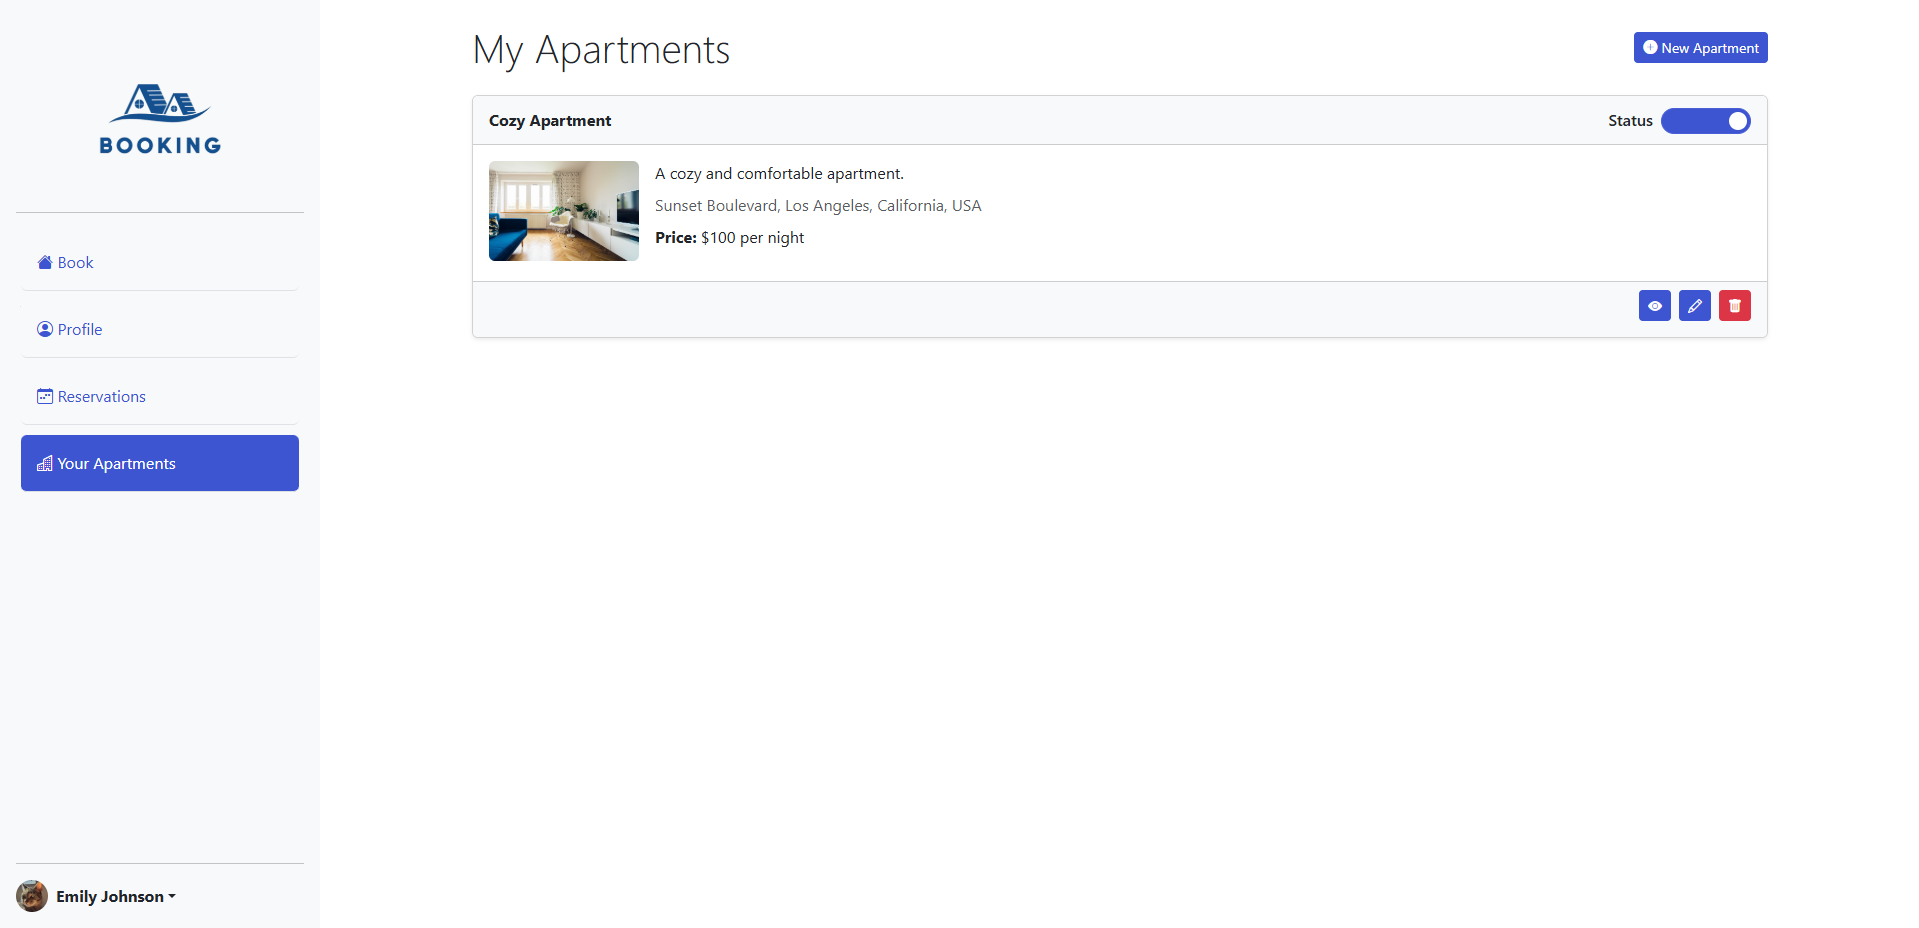 BOOKING
Book
Profile
Reservations
Your Apartments
Emily Johnson
My Apartments
New Apartment
Cozy Apartment
Status
A cozy and comfortable apartment.
Sunset Boulevard, Los Angeles, California, USA
Price: $100 per night